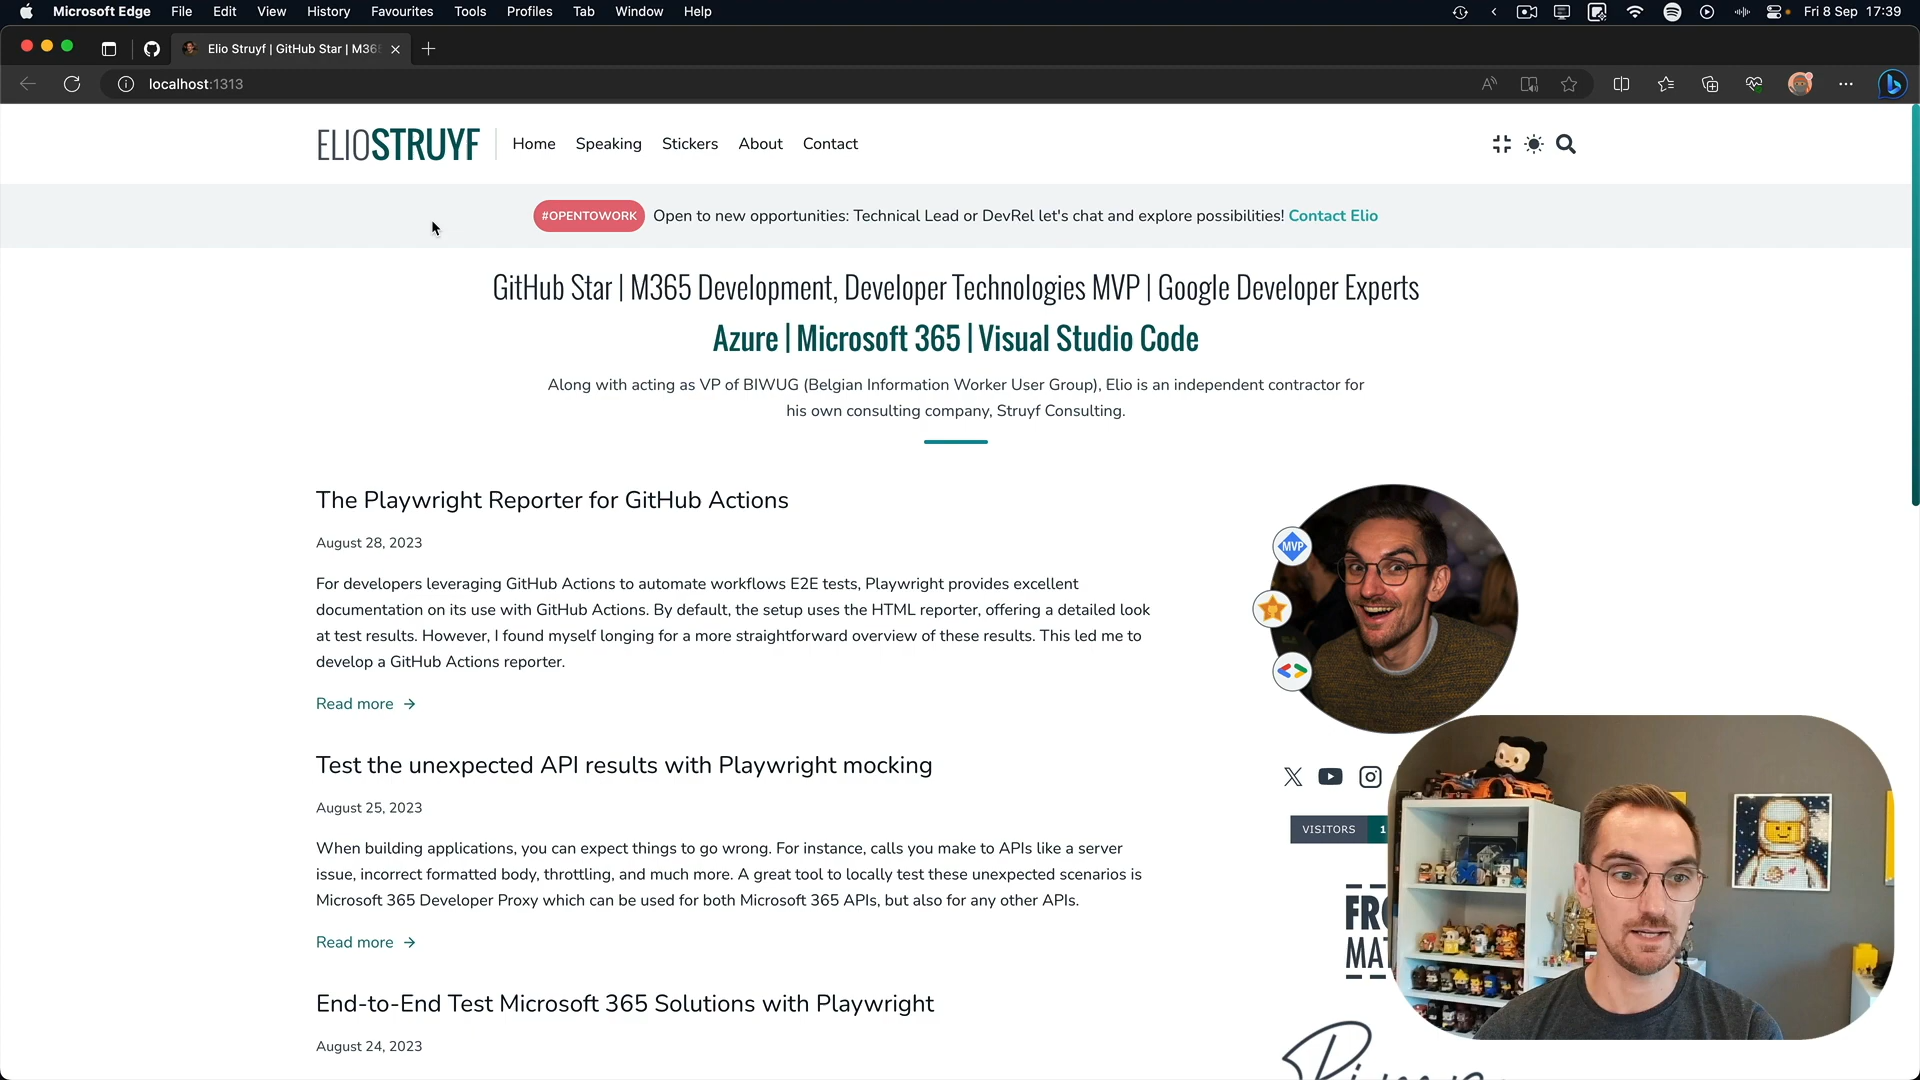 Microsoft Edge File Edit View History Favourites Tools Profiles Tab Window Help Fri 8 Sep 17:39
Elio Struyf | GitHub Star | M36
localhost:1313
ELIOSTRUYF Home Speaking Stickers About Contact
#OPENTOWORK Open to new opportunities: Technical Lead or DevRel let's chat and explore possibilities! Contact Elio
GitHub Star | M365 Development, Developer Technologies MVP | Google Developer Experts
Azure | Microsoft 365 | Visual Studio Code
Along with acting as VP of BIWUG (Belgian Information Worker User Group), Elio is an independent contractor for
his own consulting company, Struyf Consulting.
The Playwright Reporter for GitHub Actions
August 28, 2023
For developers leveraging GitHub Actions to automate workflows E2E tests, Playwright provides excellent
documentation on its use with GitHub Actions. By default, the setup uses the HTML reporter, offering a detailed look
at test results. However, I found myself longing for a more straightforward overview of these results. This led me to
develop a GitHub Actions reporter.
Read more →
Test the unexpected API results with Playwright mocking
August 25, 2023
When building applications, you can expect things to go wrong. For instance, calls you make to APIs like a server
issue, incorrect formatted body, throttling, and much more. A great tool to locally test these unexpected scenarios is
Microsoft 365 Developer Proxy which can be used for both Microsoft 365 APIs, but also for any other APIs.
Read more →
End-to-End Test Microsoft 365 Solutions with Playwright
August 24, 2023
MVP
VISITORS 1
FRO
MAT